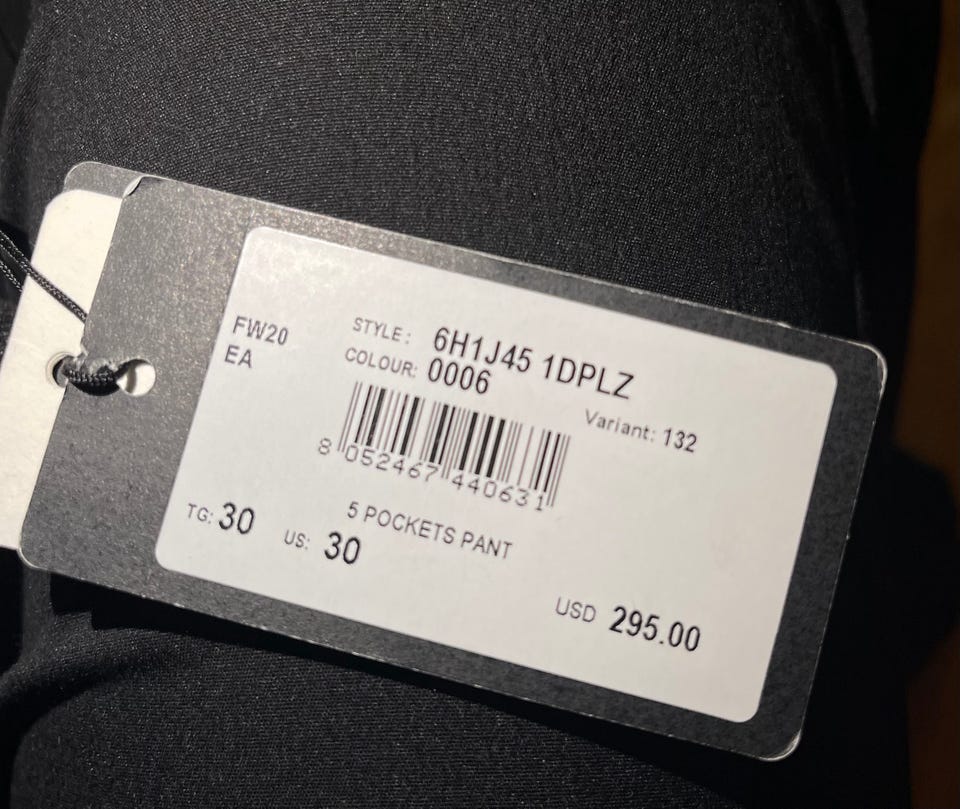 FW20
EA
STYLE: 6H1J45 1DPLZ
COLOUR: 0006
Variant: 132
8 052467 440631
5 POCKETS PANT
TG: 30
US: 30
USD 295.00